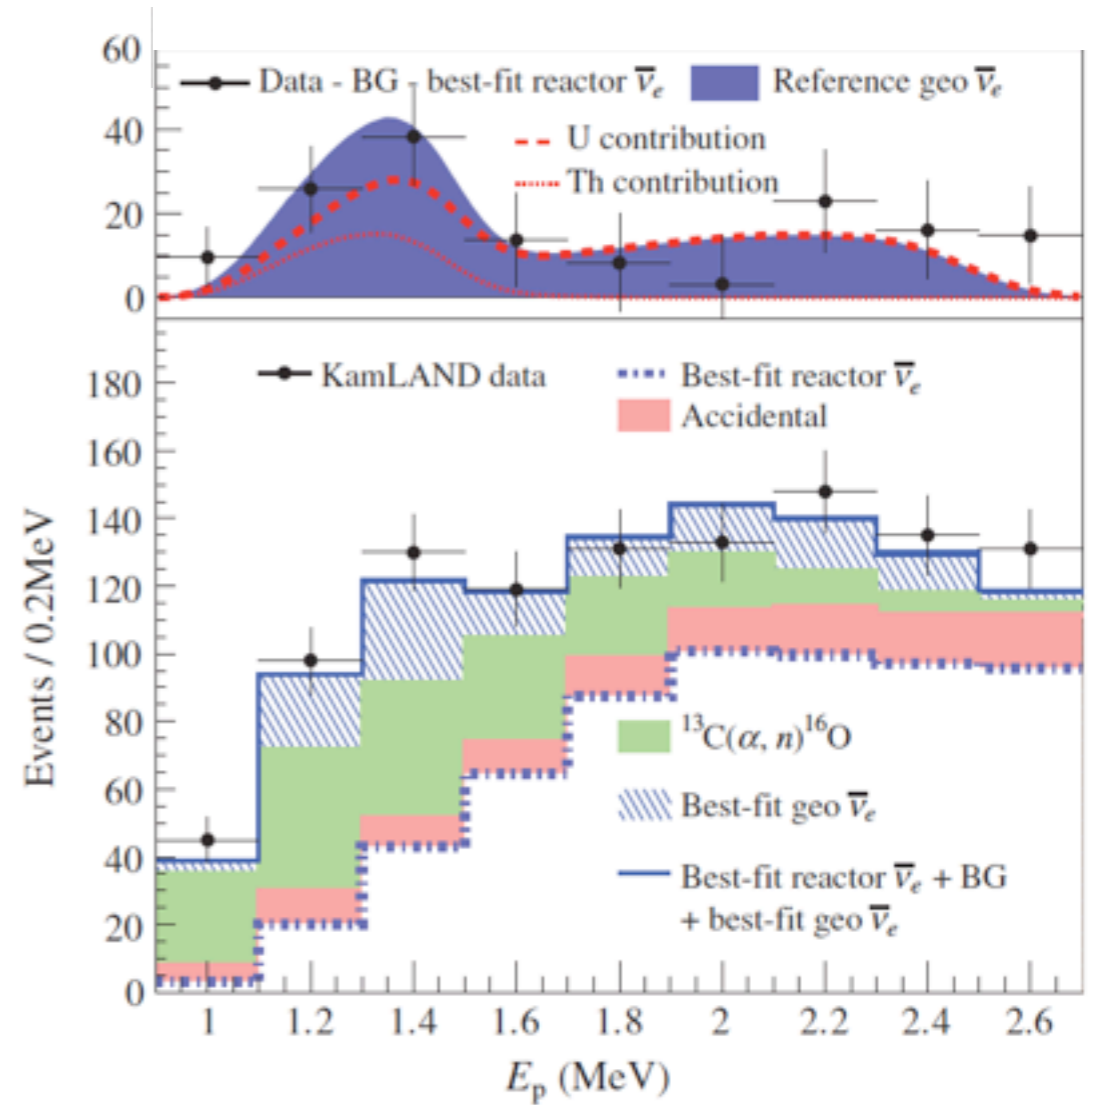 60
Data - BG - best-fit reactor ν̅ₑ
Reference geo ν̅ₑ
40
U contribution
Th contribution
20
0
KamLAND data
Best-fit reactor ν̅ₑ
Accidental
180
160
140
120
100
80
60
40
20
0
Events / 0.2MeV
¹³C(α, n)¹⁶O
Best-fit geo ν̅ₑ
Best-fit reactor ν̅ₑ + BG
+ best-fit geo ν̅ₑ
1 1.2 1.4 1.6 1.8 2 2.2 2.4 2.6
Eₚ (MeV)